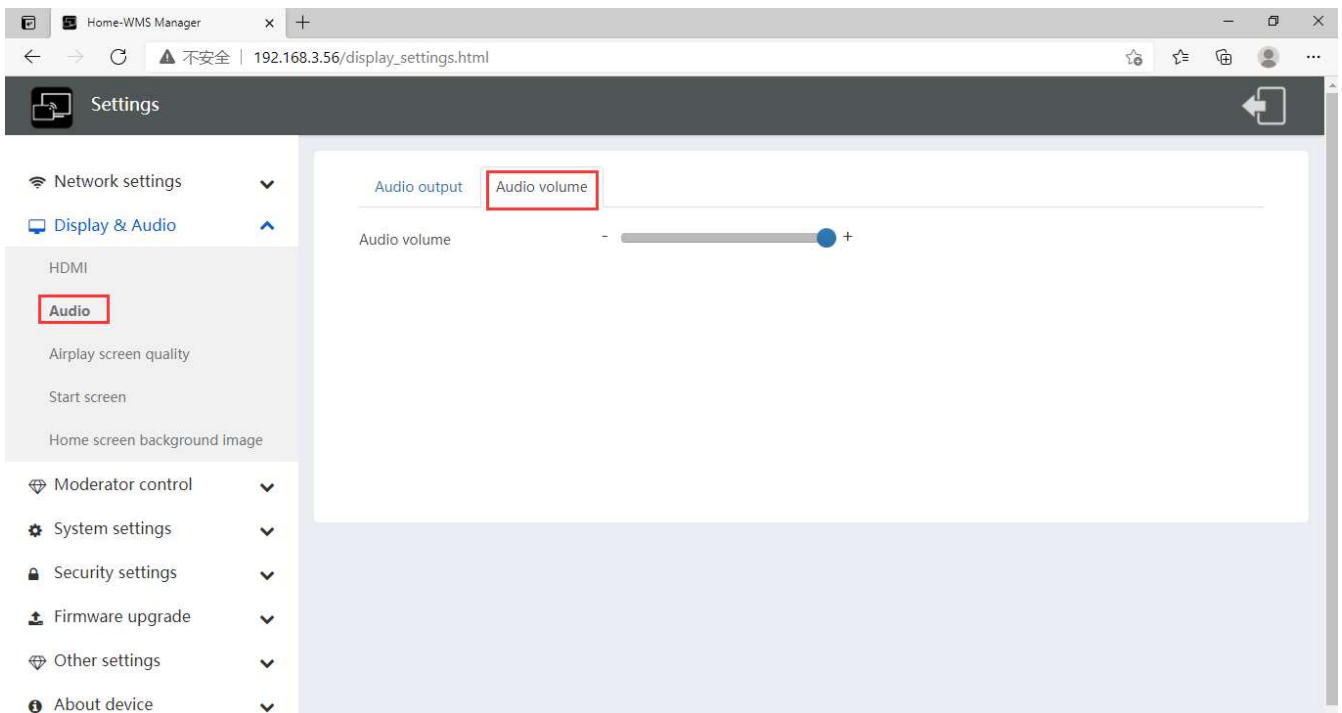 Home-WMS Manager
不安全 | 192.168.3.56/display_settings.html
Settings
Network settings
Display & Audio
HDMI
Audio
Airplay screen quality
Start screen
Home screen background image
Moderator control
System settings
Security settings
Firmware upgrade
Other settings
About device
Audio output
Audio volume
Audio volume - +